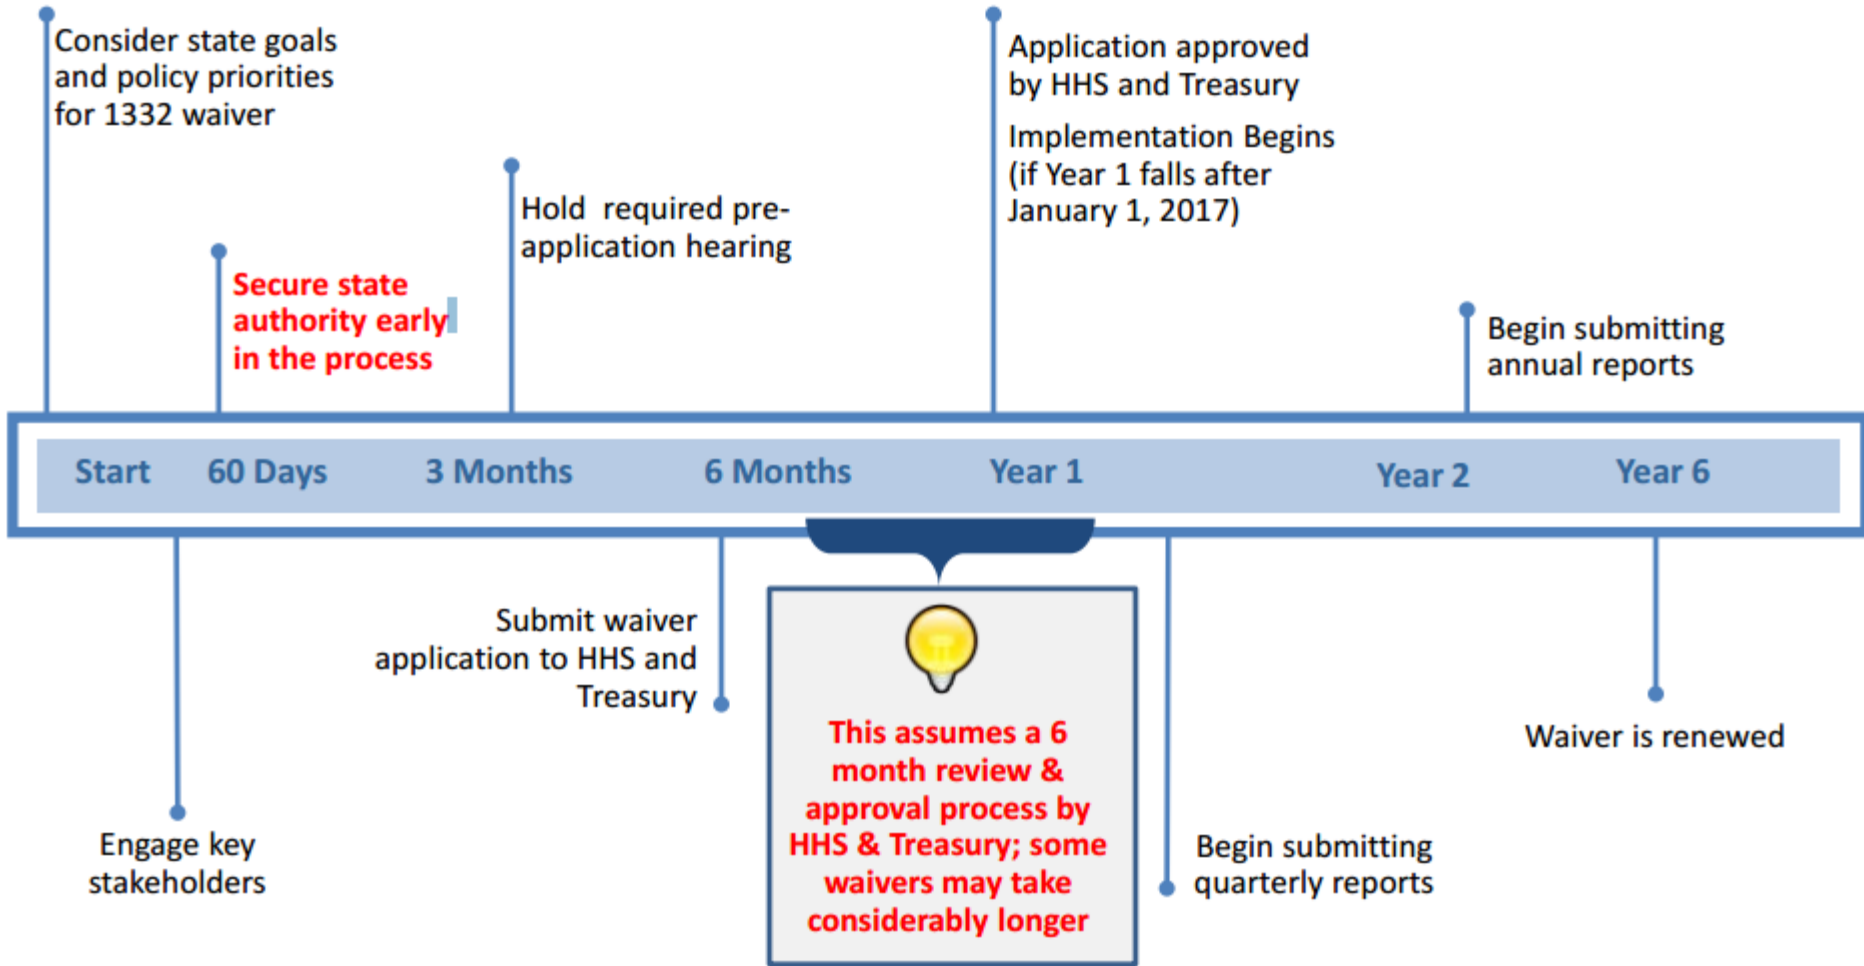 Consider state goals
and policy priorities
for 1332 waiver
Secure state
authority early
in the process
Hold required pre-
application hearing
Application approved
by HHS and Treasury
Implementation Begins
(if Year 1 falls after
January 1, 2017)
Begin submitting
annual reports
Start 60 Days 3 Months 6 Months Year 1 Year 2 Year 6
Engage key
stakeholders
Submit waiver
application to HHS and
Treasury
This assumes a 6
month review &
approval process by
HHS & Treasury; some
waivers may take
considerably longer
Begin submitting
quarterly reports
Waiver is renewed